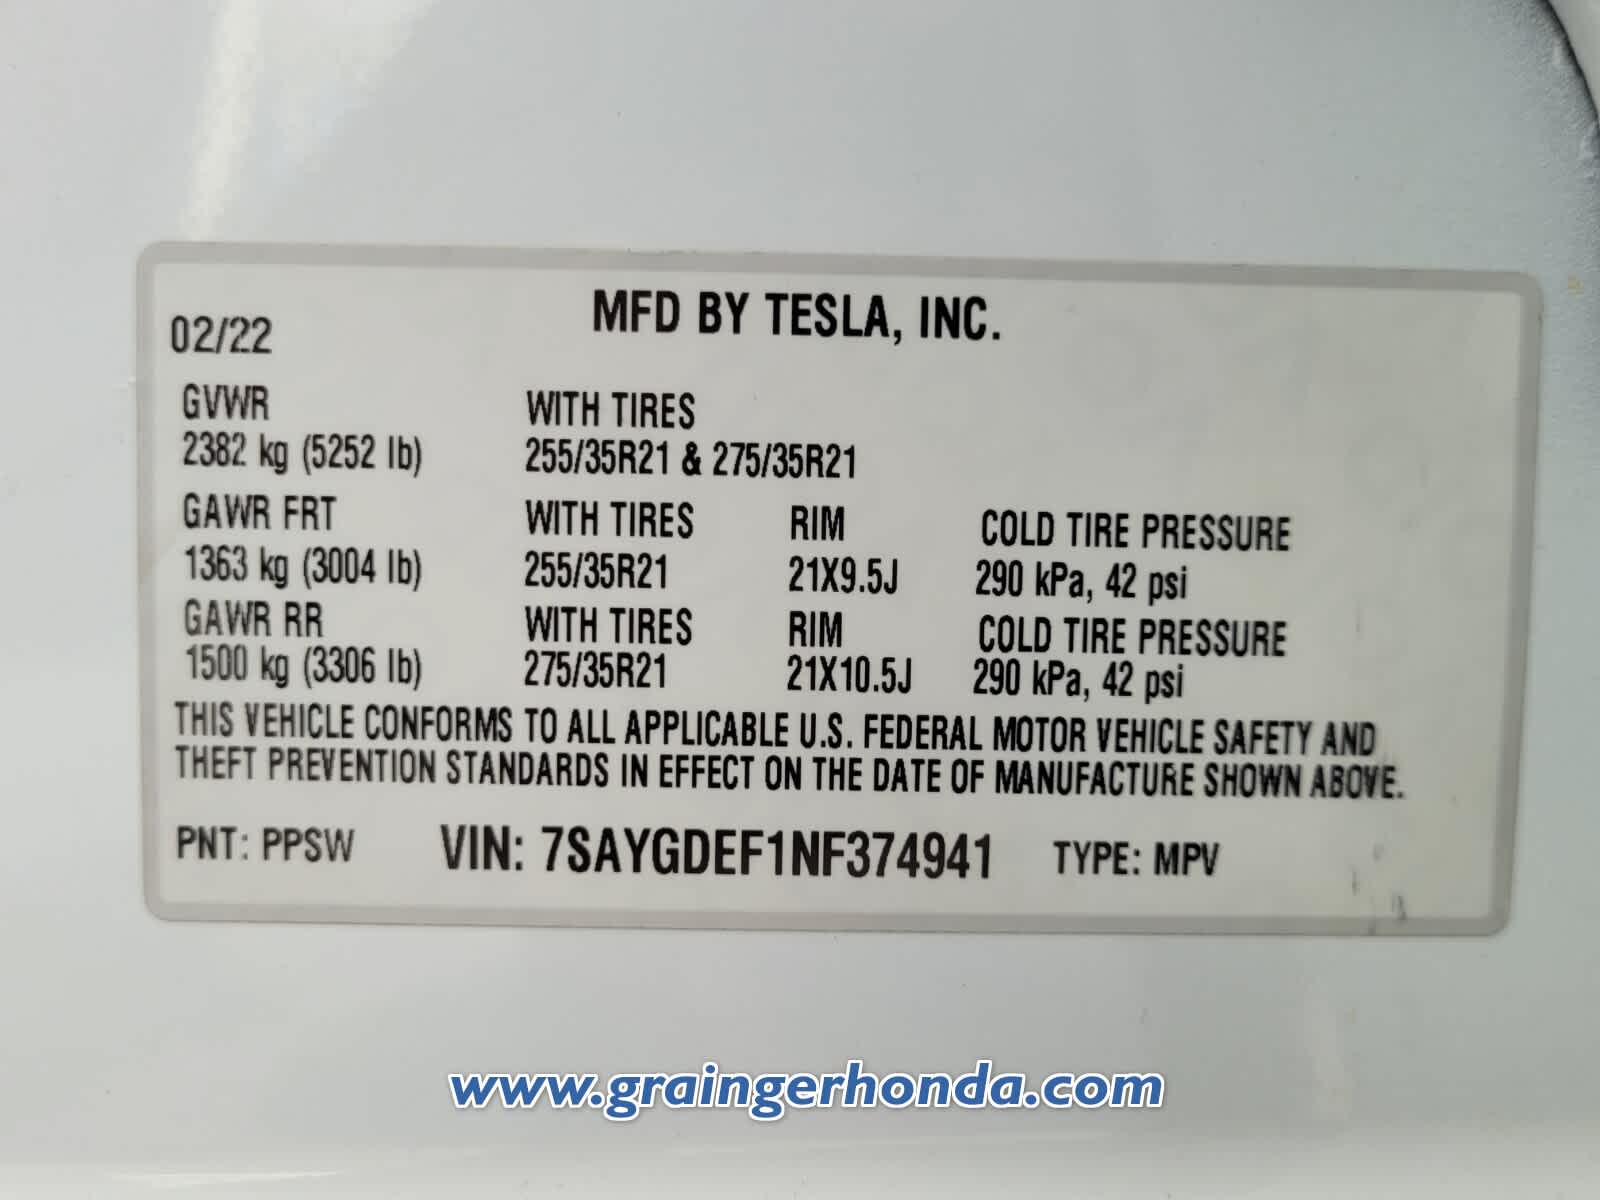 MFD BY TESLA, INC.
02/22
GVWR WITH TIRES
2382 kg (5252 lb) 255/35R21 & 275/35R21
GAWR FRT WITH TIRES RIM COLD TIRE PRESSURE
1363 kg (3004 lb) 255/35R21 21X9.5J 290 kPa, 42 psi
GAWR RR WITH TIRES RIM COLD TIRE PRESSURE
1500 kg (3306 lb) 275/35R21 21X10.5J 290 kPa, 42 psi
THIS VEHICLE CONFORMS TO ALL APPLICABLE U.S. FEDERAL MOTOR VEHICLE SAFETY AND
THEFT PREVENTION STANDARDS IN EFFECT ON THE DATE OF MANUFACTURE SHOWN ABOVE.
PNT: PPSW VIN: 7SAYGDEF1NF374941 TYPE: MPV
www.graingerhonda.com